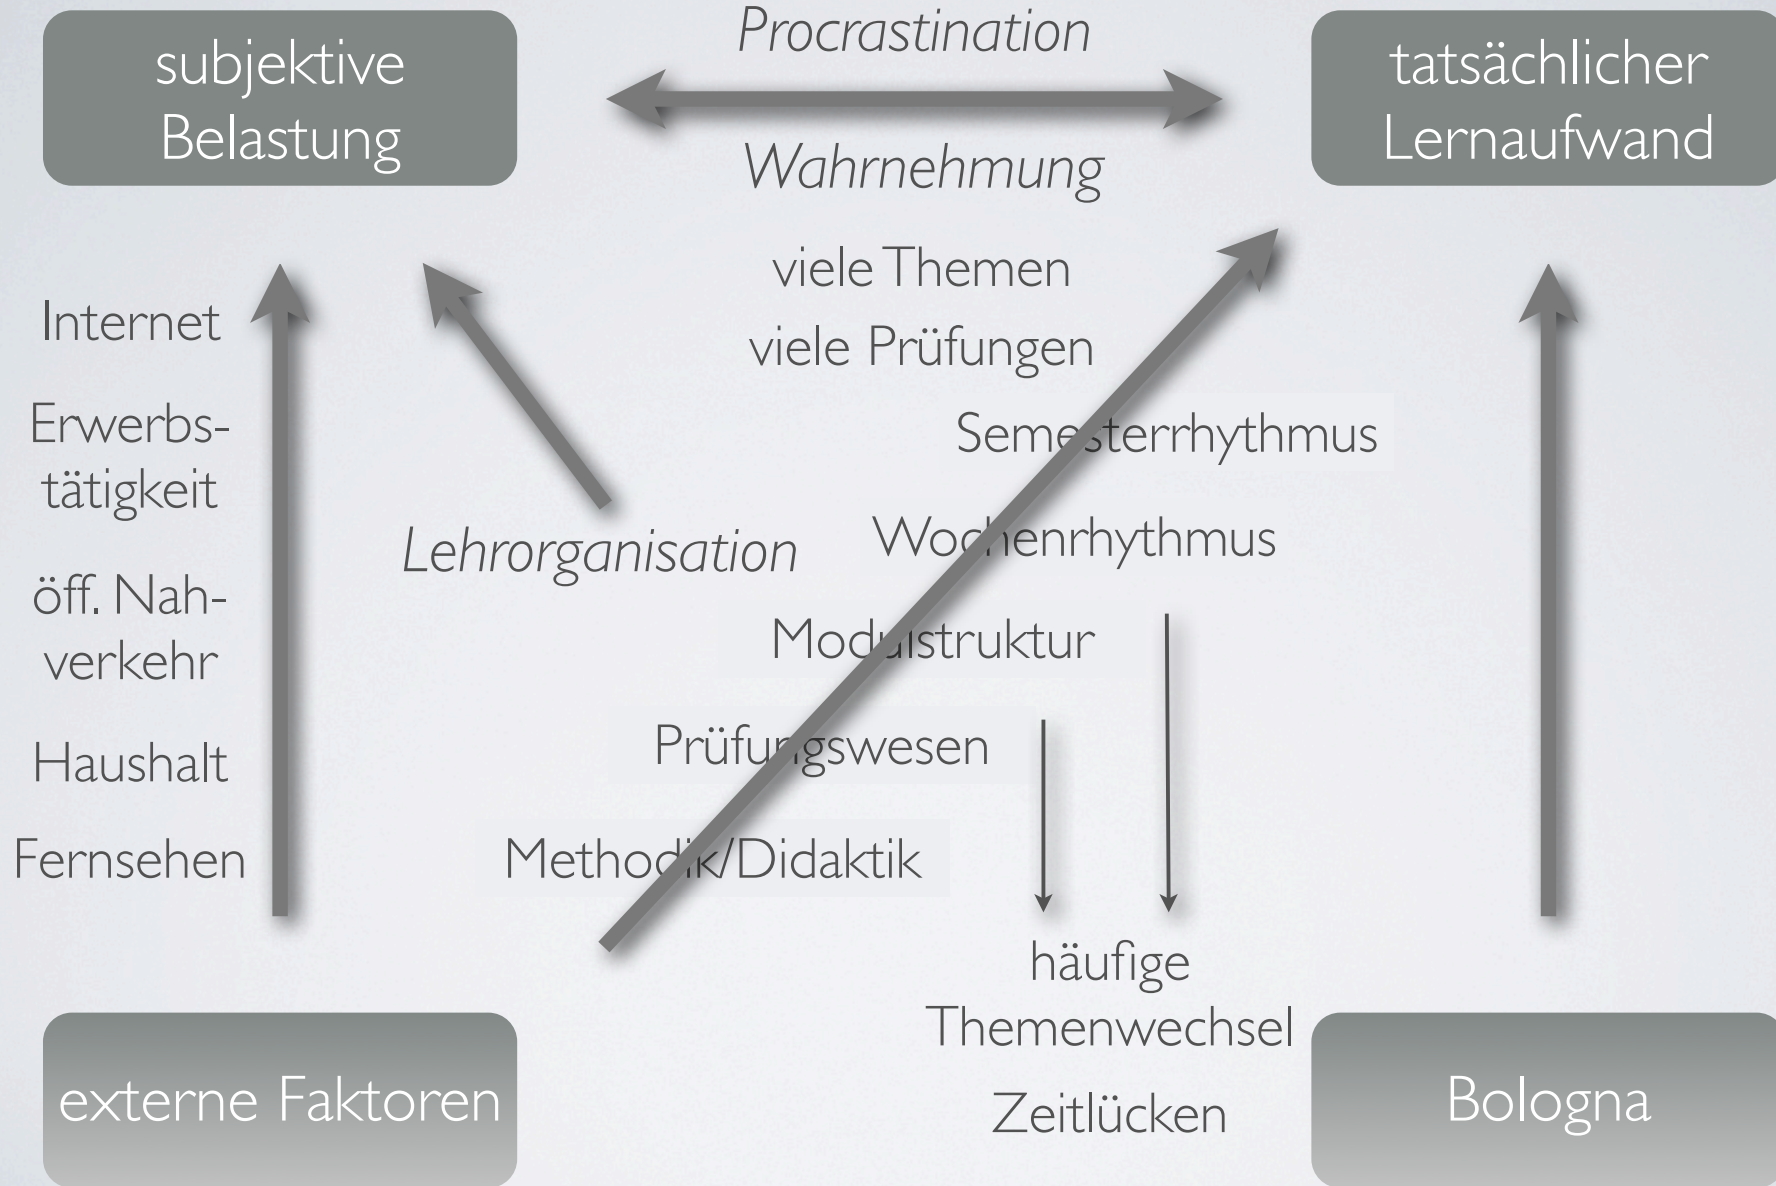 subjektive
Belastung
Procrastination
Wahrnehmung
tatsächlicher
Lernaufwand
viele Themen
viele Prüfungen
Internet
Erwerbs-
tätigkeit
öff. Nah-
verkehr
Haushalt
Fernsehen
Lehrorganisation
Semesterrhythmus
Wochenrhythmus
Modulstruktur
Prüfungswesen
Methodik/Didaktik
häufige
Themenwechsel
Zeitlücken
externe Faktoren
Bologna